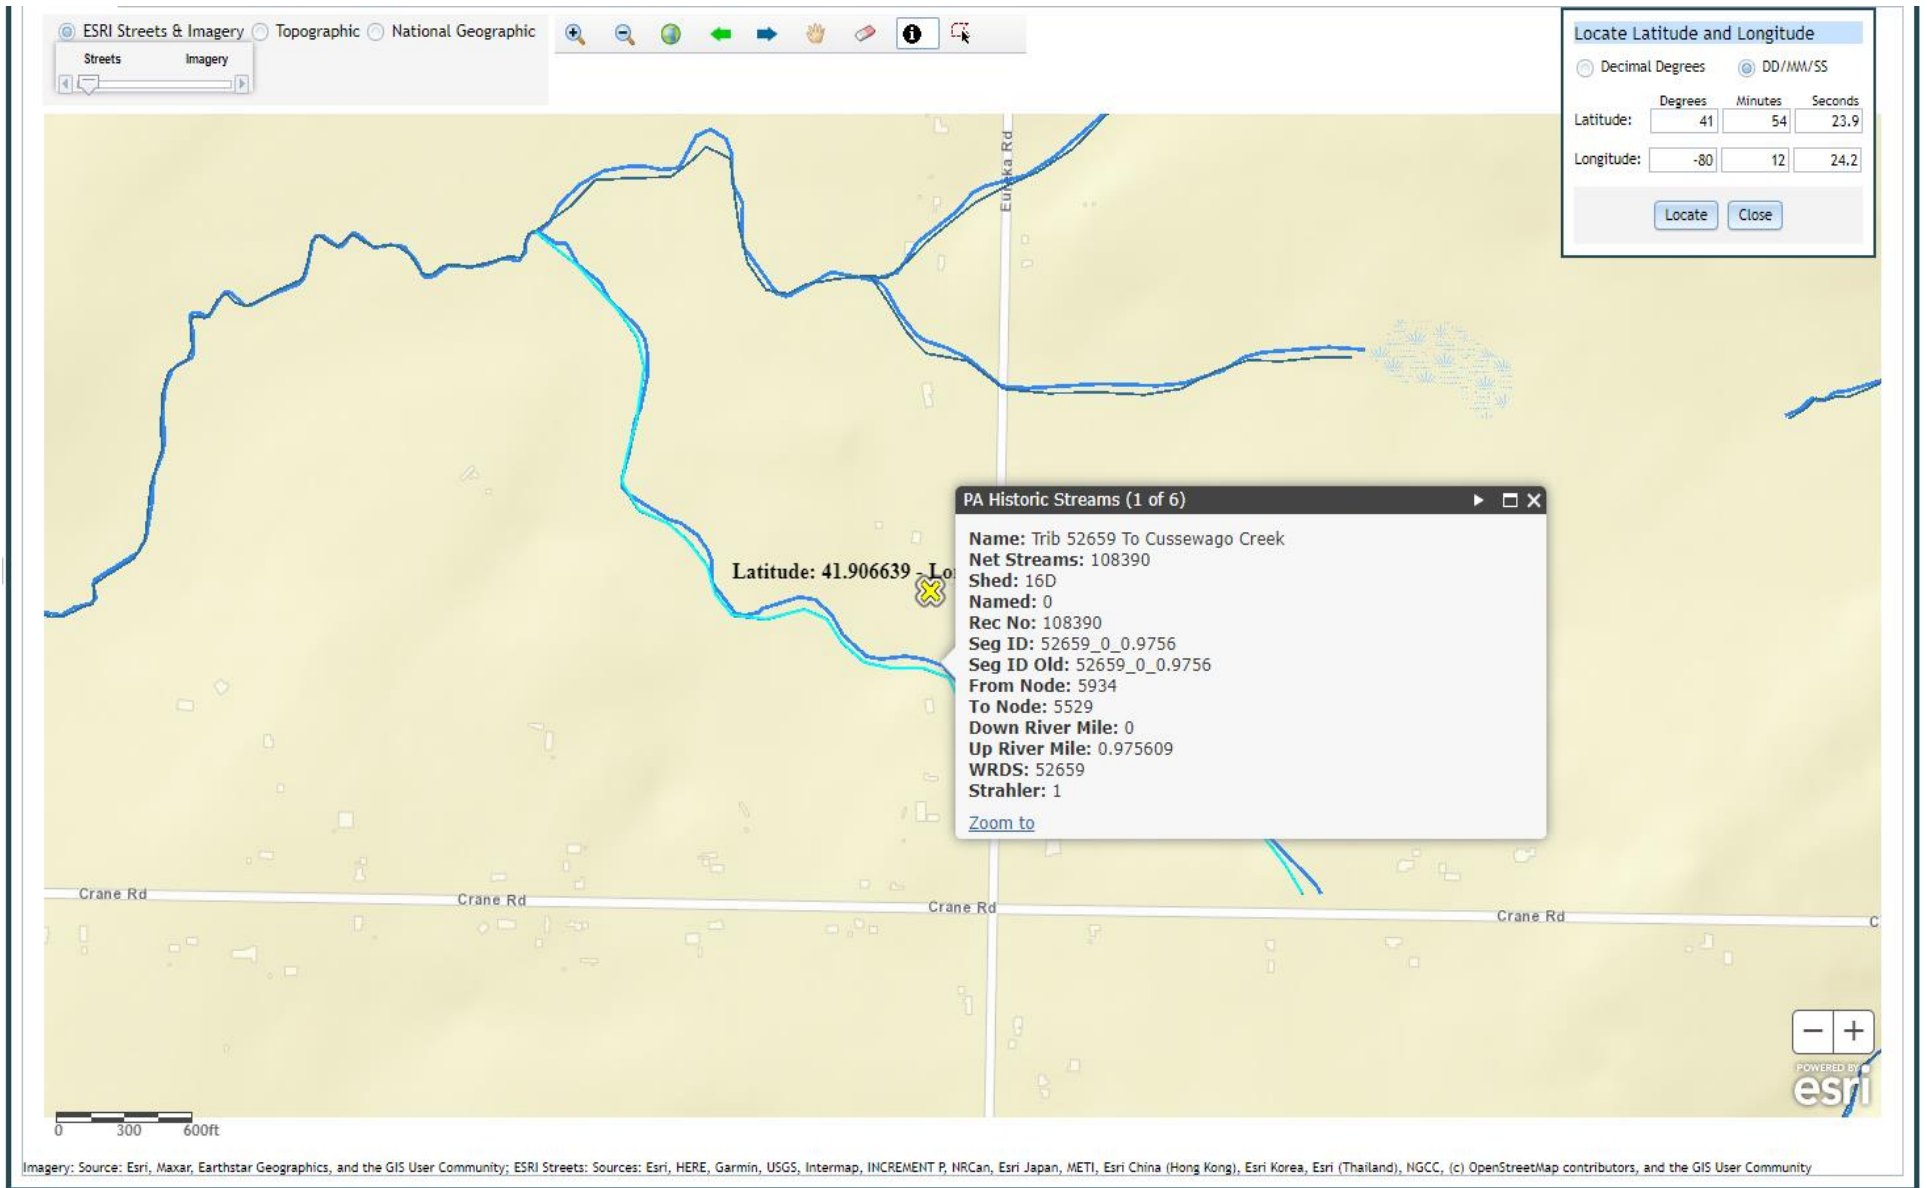 ESRI Streets & Imagery Topographic National Geographic
Streets Imagery
Locate Latitude and Longitude
Decimal Degrees DD/MM/SS
Degrees Minutes Seconds
Latitude: 41 54 23.9
Longitude: -80 12 24.2
Locate Close
Eureka Rd
Latitude: 41.906639 - Lo
PA Historic Streams (1 of 6)
Name: Trib 52659 To Cussewago Creek
Net Streams: 108390
Shed: 16D
Named: 0
Rec No: 108390
Seg ID: 52659_0_0.9756
Seg ID Old: 52659_0_0.9756
From Node: 5934
To Node: 5529
Down River Mile: 0
Up River Mile: 0.975609
WRDS: 52659
Strahler: 1
Zoom to
Crane Rd
Crane Rd
Crane Rd
Crane Rd
C
POWERED BY
esri
0 300 600ft
Imagery: Source: Esri, Maxar, Earthstar Geographics, and the GIS User Community; ESRI Streets: Sources: Esri, HERE, Garmin, USGS, Intermap, INCREMENT P, NRCan, Esri Japan, METI, Esri China (Hong Kong), Esri Korea, Esri (Thailand), NGCC, (c) OpenStreetMap contributors, and the GIS User Community